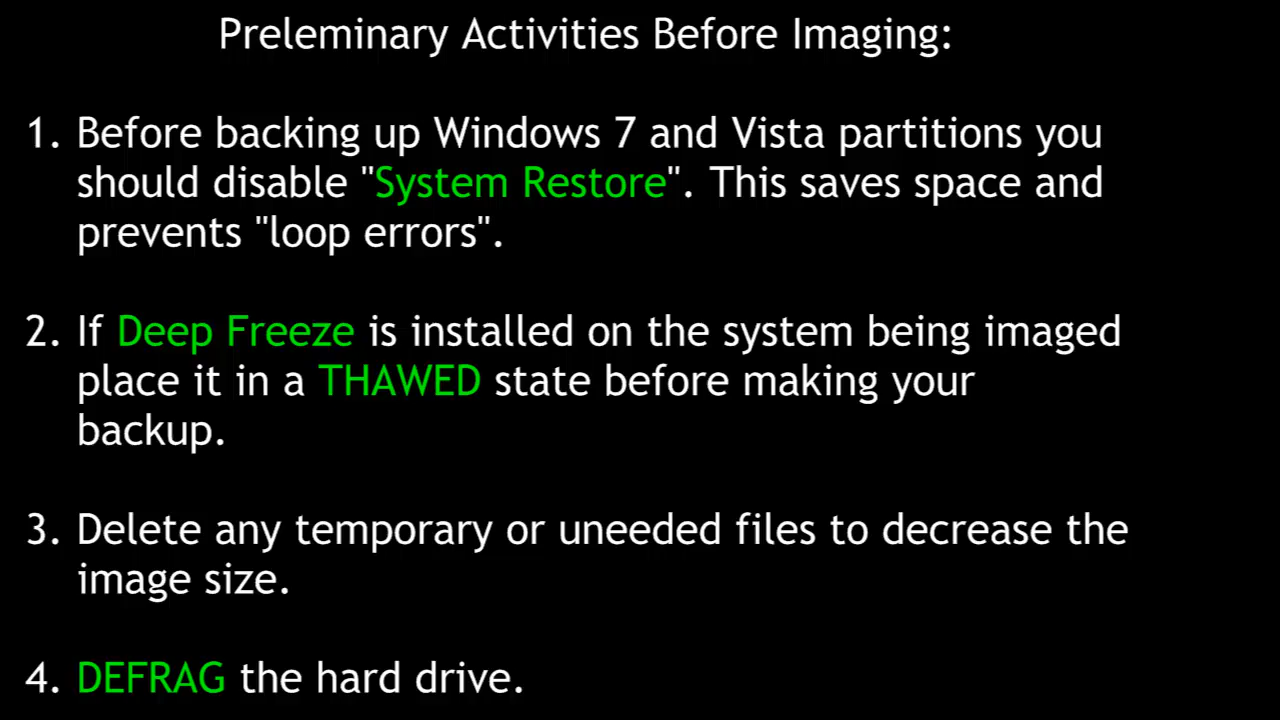 Preleminary Activities Before Imaging:
1. Before backing up Windows 7 and Vista partitions you
should disable "System Restore". This saves space and
prevents "loop errors".
2. If Deep Freeze is installed on the system being imaged
place it in a THAWED state before making your
backup.
3. Delete any temporary or uneeded files to decrease the
image size.
4. DEFRAG the hard drive.